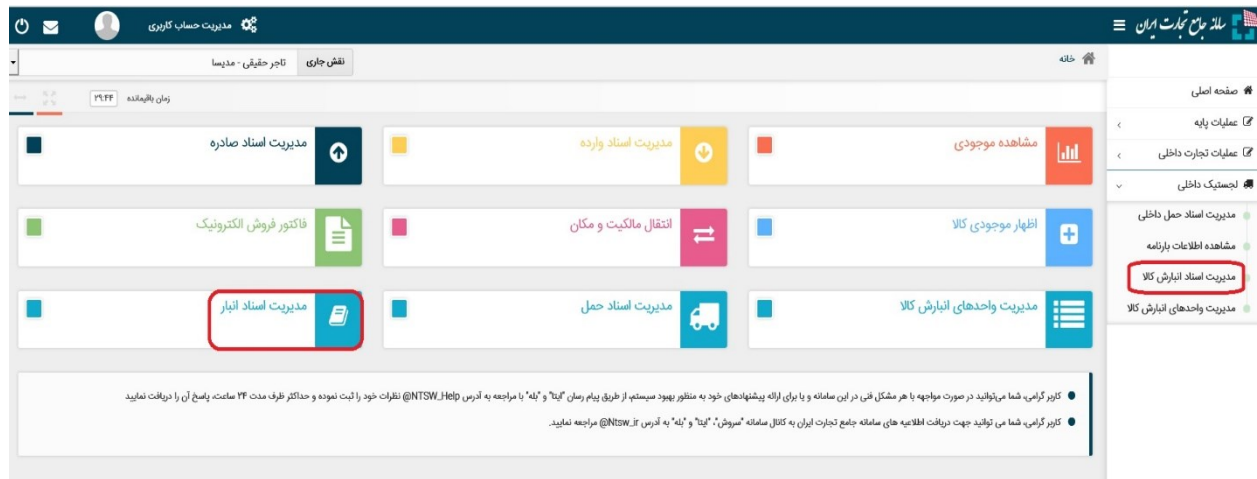 سامانه جامع تجارت ایران
مدیریت حساب کاربری
خانه
نقش جاری
تاجر حقیقی - مدیسا
زمان باقیمانده
۲۹:۴۴
صفحه اصلی
عملیات پایه
عملیات تجارت داخلی
لجستیک داخلی
مدیریت اسناد حمل داخلی
مشاهده اطلاعات بارنامه
مدیریت اسناد انبارش کالا
مدیریت واحدهای انبارش کالا
مشاهده موجودی
مدیریت اسناد وارده
مدیریت اسناد صادره
اظهار موجودی کالا
انتقال مالکیت و مکان
فاکتور فروش الکترونیک
مدیریت واحدهای انبارش کالا
مدیریت اسناد حمل
مدیریت اسناد انبار
کاربر گرامی، شما می‌توانید در صورت مواجهه با هر مشکل فنی در این سامانه و یا برای ارائه پیشنهادهای خود به منظور بهبود سیستم، از طریق پیام رسان "ایتا" و "بله" با مراجعه به آدرس NTSW_Help@ نظرات خود را ثبت نموده و حداکثر ظرف مدت ۲۴ ساعت، پاسخ آن را دریافت نمایید
کاربر گرامی، شما می توانید جهت دریافت اطلاعیه های سامانه جامع تجارت ایران به کانال سامانه "سروش"، "ایتا" و "بله" به آدرس Ntsw_ir@ مراجعه نمایید.